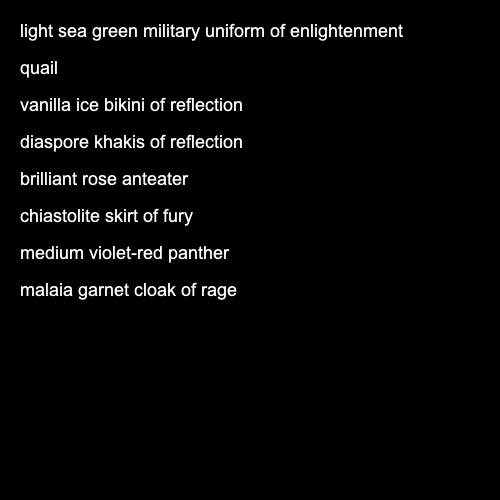 light sea green military uniform of enlightenment
quail
vanilla ice bikini of reflection
diaspore khakis of reflection
brilliant rose anteater
chiastolite skirt of fury
medium violet-red panther
malaia garnet cloak of rage